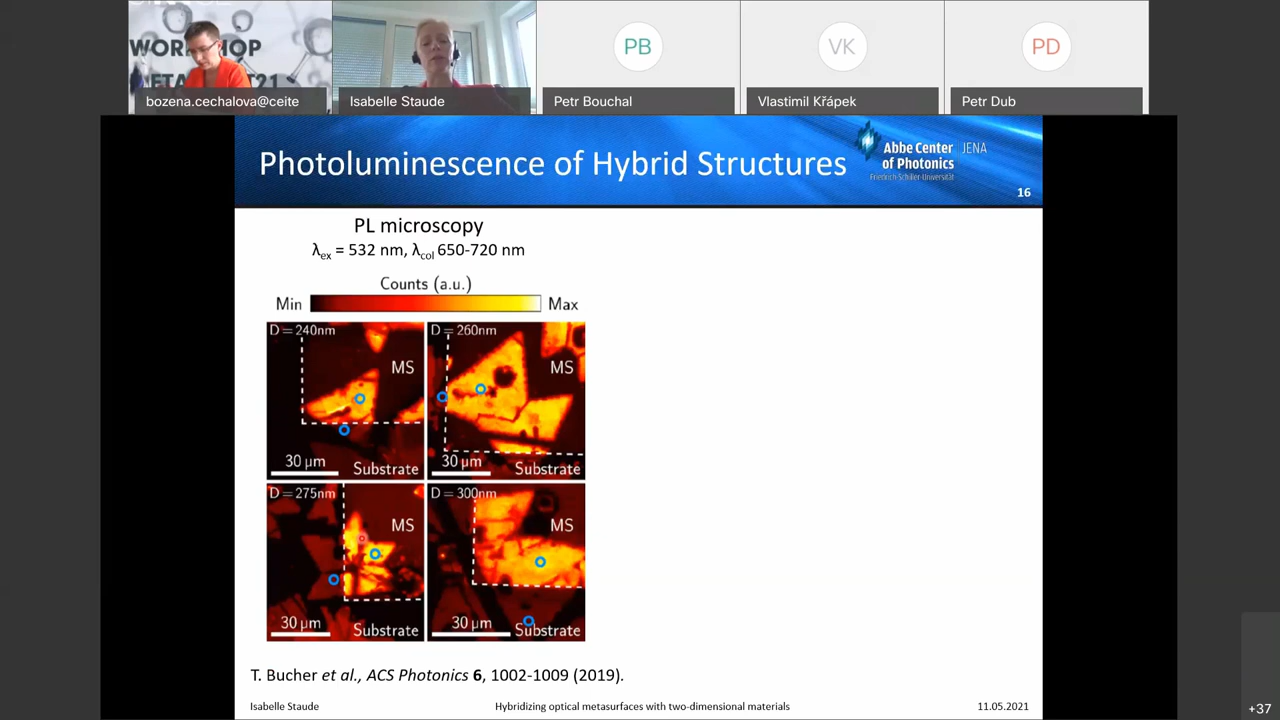 WORKSHOP
bozena.cechalova@ceite
Isabelle Staude
PB
Petr Bouchal
VK
Vlastimil Křápek
PD
Petr Dub
Photoluminescence of Hybrid Structures
Abbe Center JENA
of Photonics
Friedrich-Schiller-Universität
16
PL microscopy
λex = 532 nm, λcol 650-720 nm
Counts (a.u.)
Min Max
D = 240nm
MS
30 μm
Substrate
D = 260nm
MS
30 μm
Substrate
D = 275nm
MS
30 μm
Substrate
D = 300nm
MS
30 μm
Substrate
T. Bucher et al., ACS Photonics 6, 1002-1009 (2019).
Isabelle Staude Hybridizing optical metasurfaces with two-dimensional materials 11.05.2021
+37